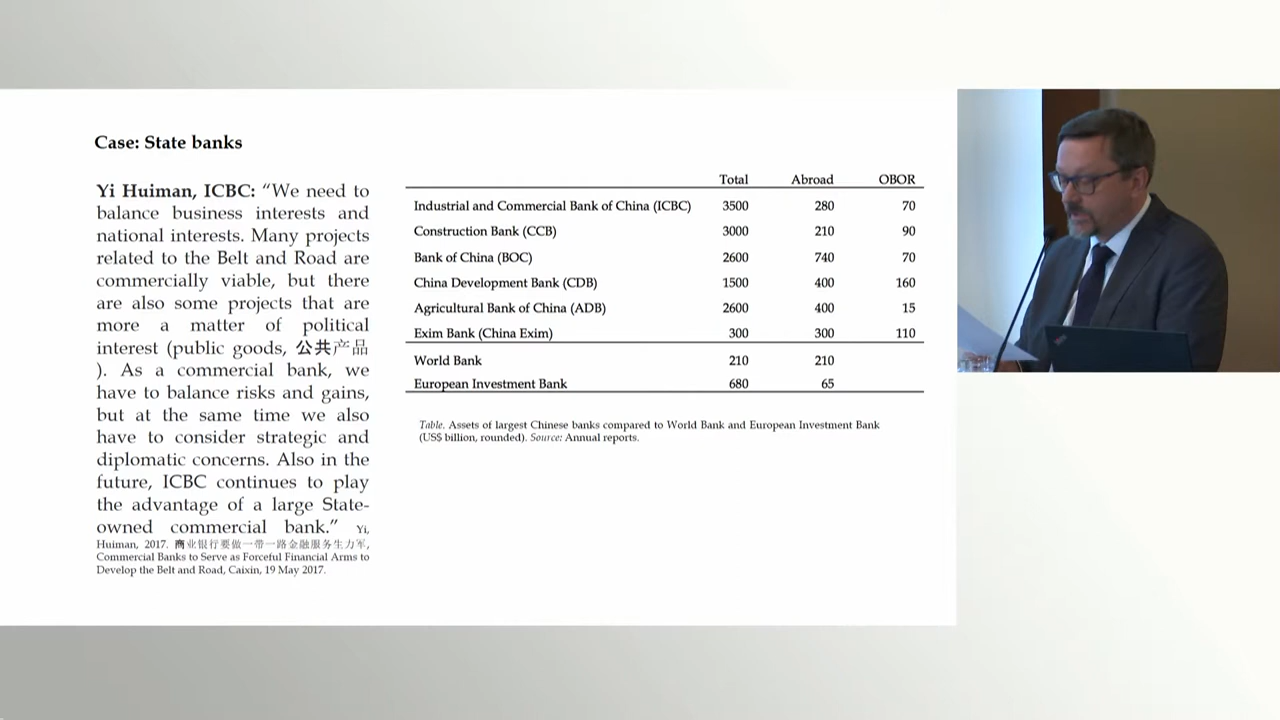 Case: State banks
Yi Huiman, ICBC: “We need to
balance business interests and
national interests. Many projects
related to the Belt and Road are
commercially viable, but there
are also some projects that are
more a matter of political
interest (public goods, 公共产品
). As a commercial bank, we
have to balance risks and gains,
but at the same time we also
have to consider strategic and
diplomatic concerns. Also in the
future, ICBC continues to play
the advantage of a large State-
owned commercial bank.” Yi,
Huiman, 2017. 商业银行要做一带一路金融服务生力军,
Commercial Banks to Serve as Forceful Financial Arms to
Develop the Belt and Road, Caixin, 19 May 2017.
Total Abroad OBOR
Industrial and Commercial Bank of China (ICBC) 3500 280 70
Construction Bank (CCB) 3000 210 90
Bank of China (BOC) 2600 740 70
China Development Bank (CDB) 1500 400 160
Agricultural Bank of China (ADB) 2600 400 15
Exim Bank (China Exim) 300 300 110
World Bank 210 210
European Investment Bank 680 65
Table. Assets of largest Chinese banks compared to World Bank and European Investment Bank
(US$ billion, rounded). Source: Annual reports.